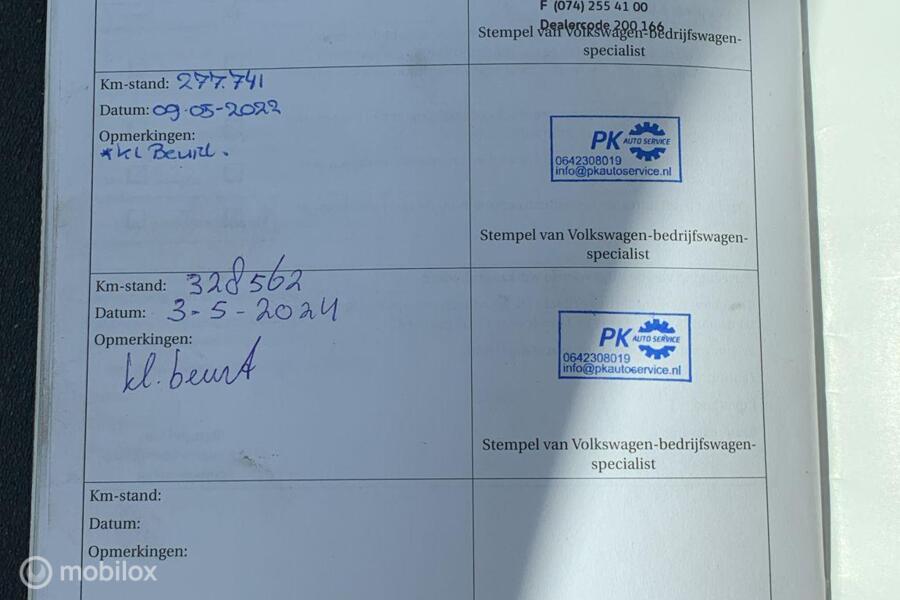 F (074) 255 41 00
Dealercode 200 166
Stempel van Volkswagen-bedrijfswagen-
specialist
Km-stand: 277.741
Datum: 09-05-2022
Opmerkingen:
*kl Beurt.
PK AUTO SERVICE
0642308019
info@pkautoservice.nl
Stempel van Volkswagen-bedrijfswagen-
specialist
Km-stand: 328562
Datum: 3-5-2024
Opmerkingen:
kl. beurt
PK AUTO SERVICE
0642308019
info@pkautoservice.nl
Stempel van Volkswagen-bedrijfswagen-
specialist
Km-stand:
Datum:
Opmerkingen:
mobilox